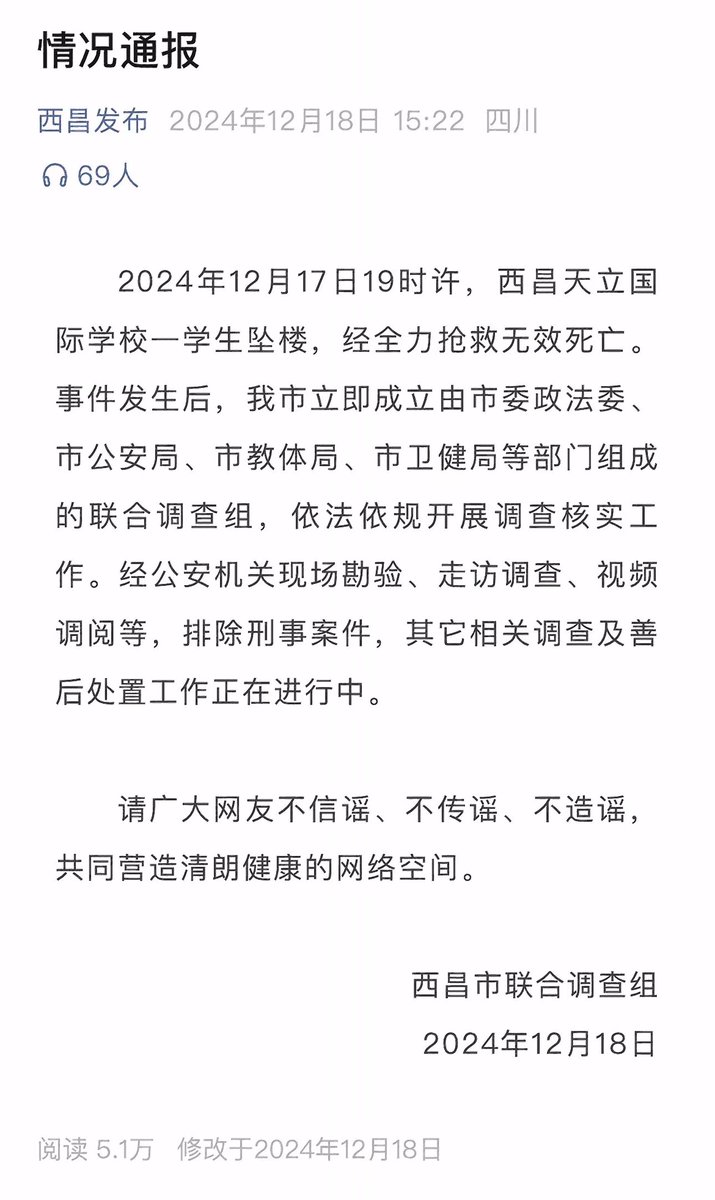 情况通报
西昌发布 2024年12月18日 15:22 四川
69人
2024年12月17日19时许，西昌天立国
际学校一学生坠楼，经全力抢救无效死亡。
事件发生后，我市立即成立由市委政法委、
市公安局、市教体局、市卫健局等部门组成
的联合调查组，依法依规开展调查核实工
作。经公安机关现场勘验、走访调查、视频
调阅等，排除刑事案件，其它相关调查及善
后处置工作正在进行中。
请广大网友不信谣、不传谣、不造谣，
共同营造清朗健康的网络空间。
西昌市联合调查组
2024年12月18日
阅读 5.1万 修改于2024年12月18日